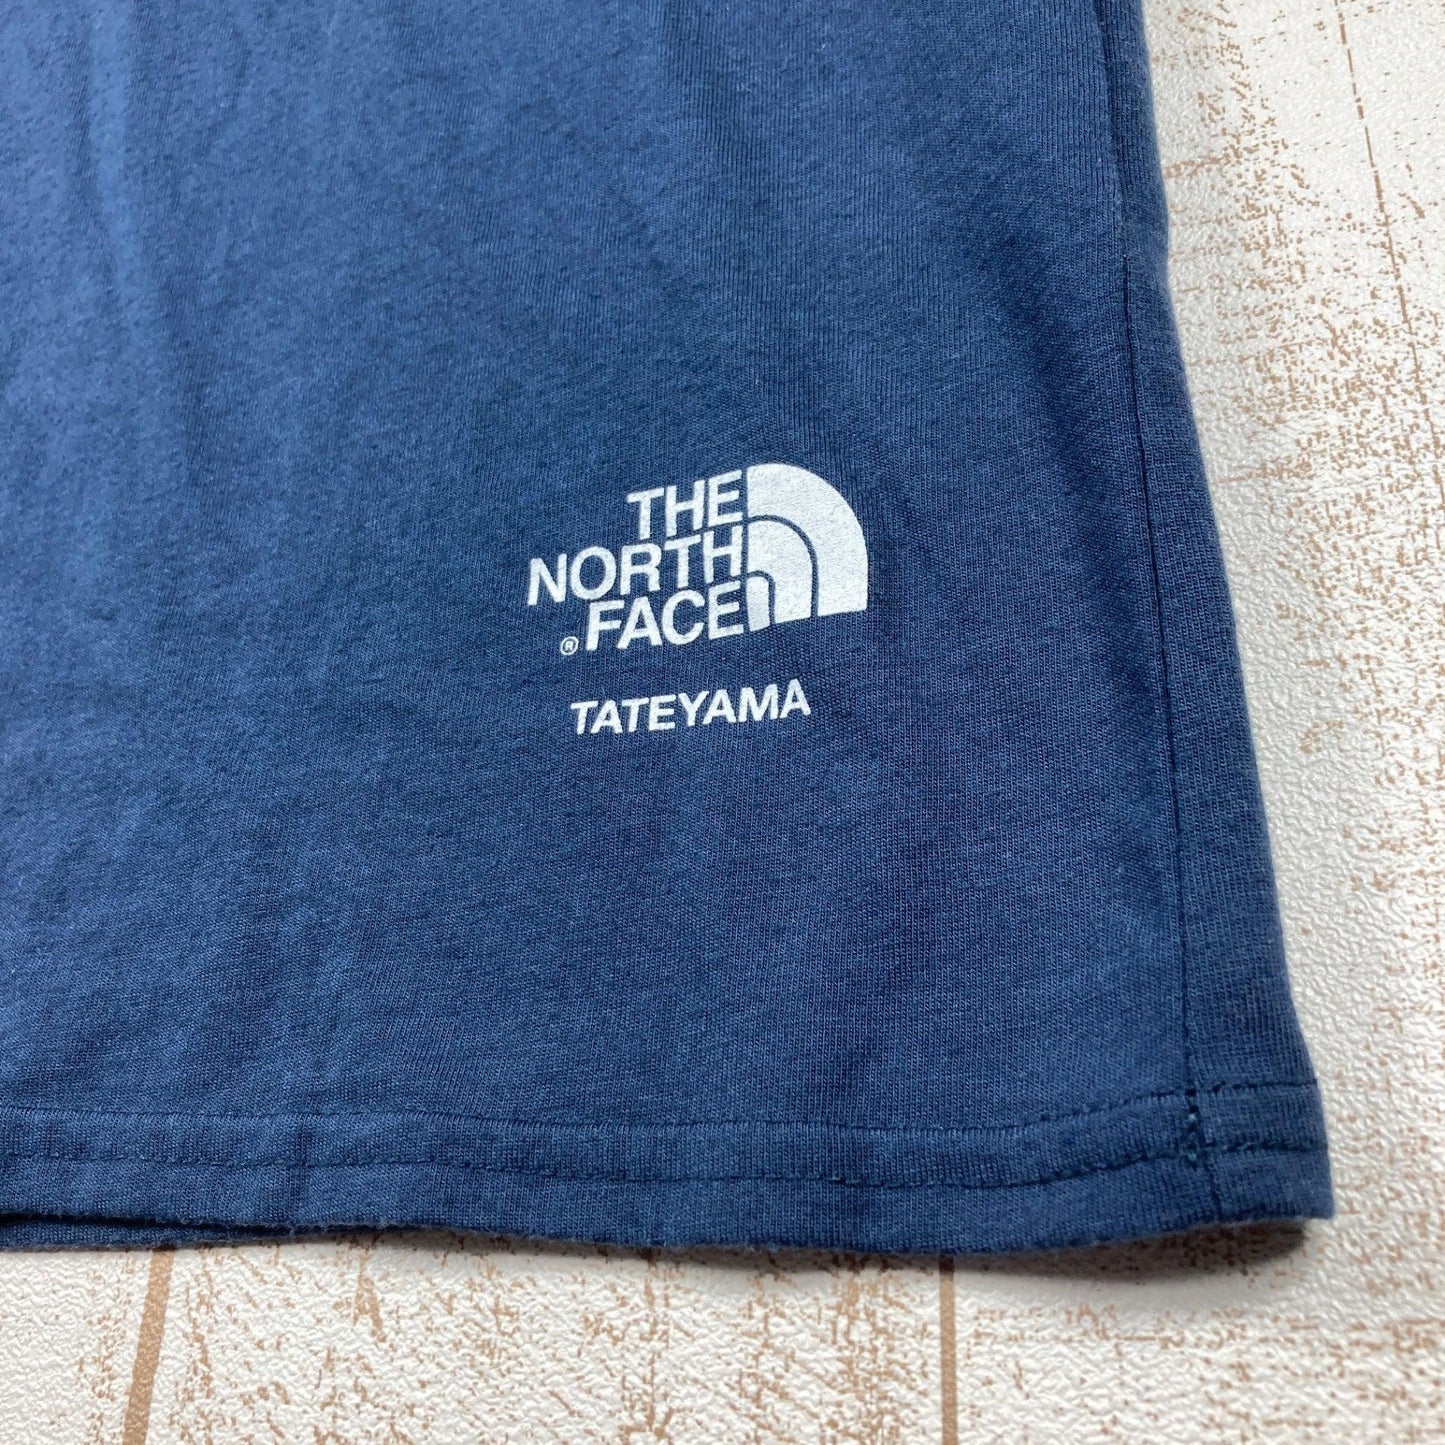 THE
NORTH
FACE
®
TATEYAMA